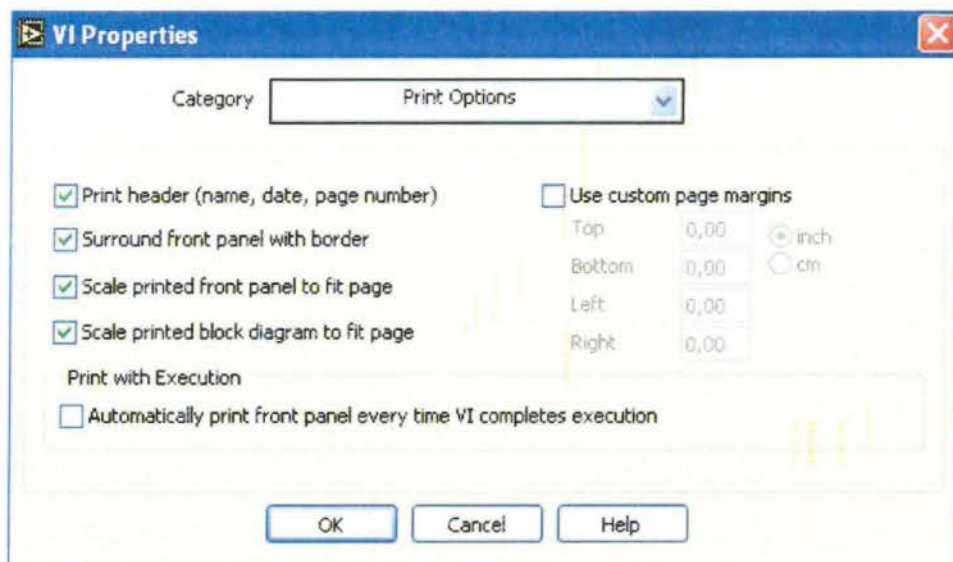 VI Properties
Category
Print Options
Print header (name, date, page number)
Surround front panel with border
Scale printed front panel to fit page
Scale printed block diagram to fit page
Use custom page margins
Top 0,00
Bottom 0,00
Left 0,00
Right 0,00
inch
cm
Print with Execution
Automatically print front panel every time VI completes execution
OK
Cancel
Help